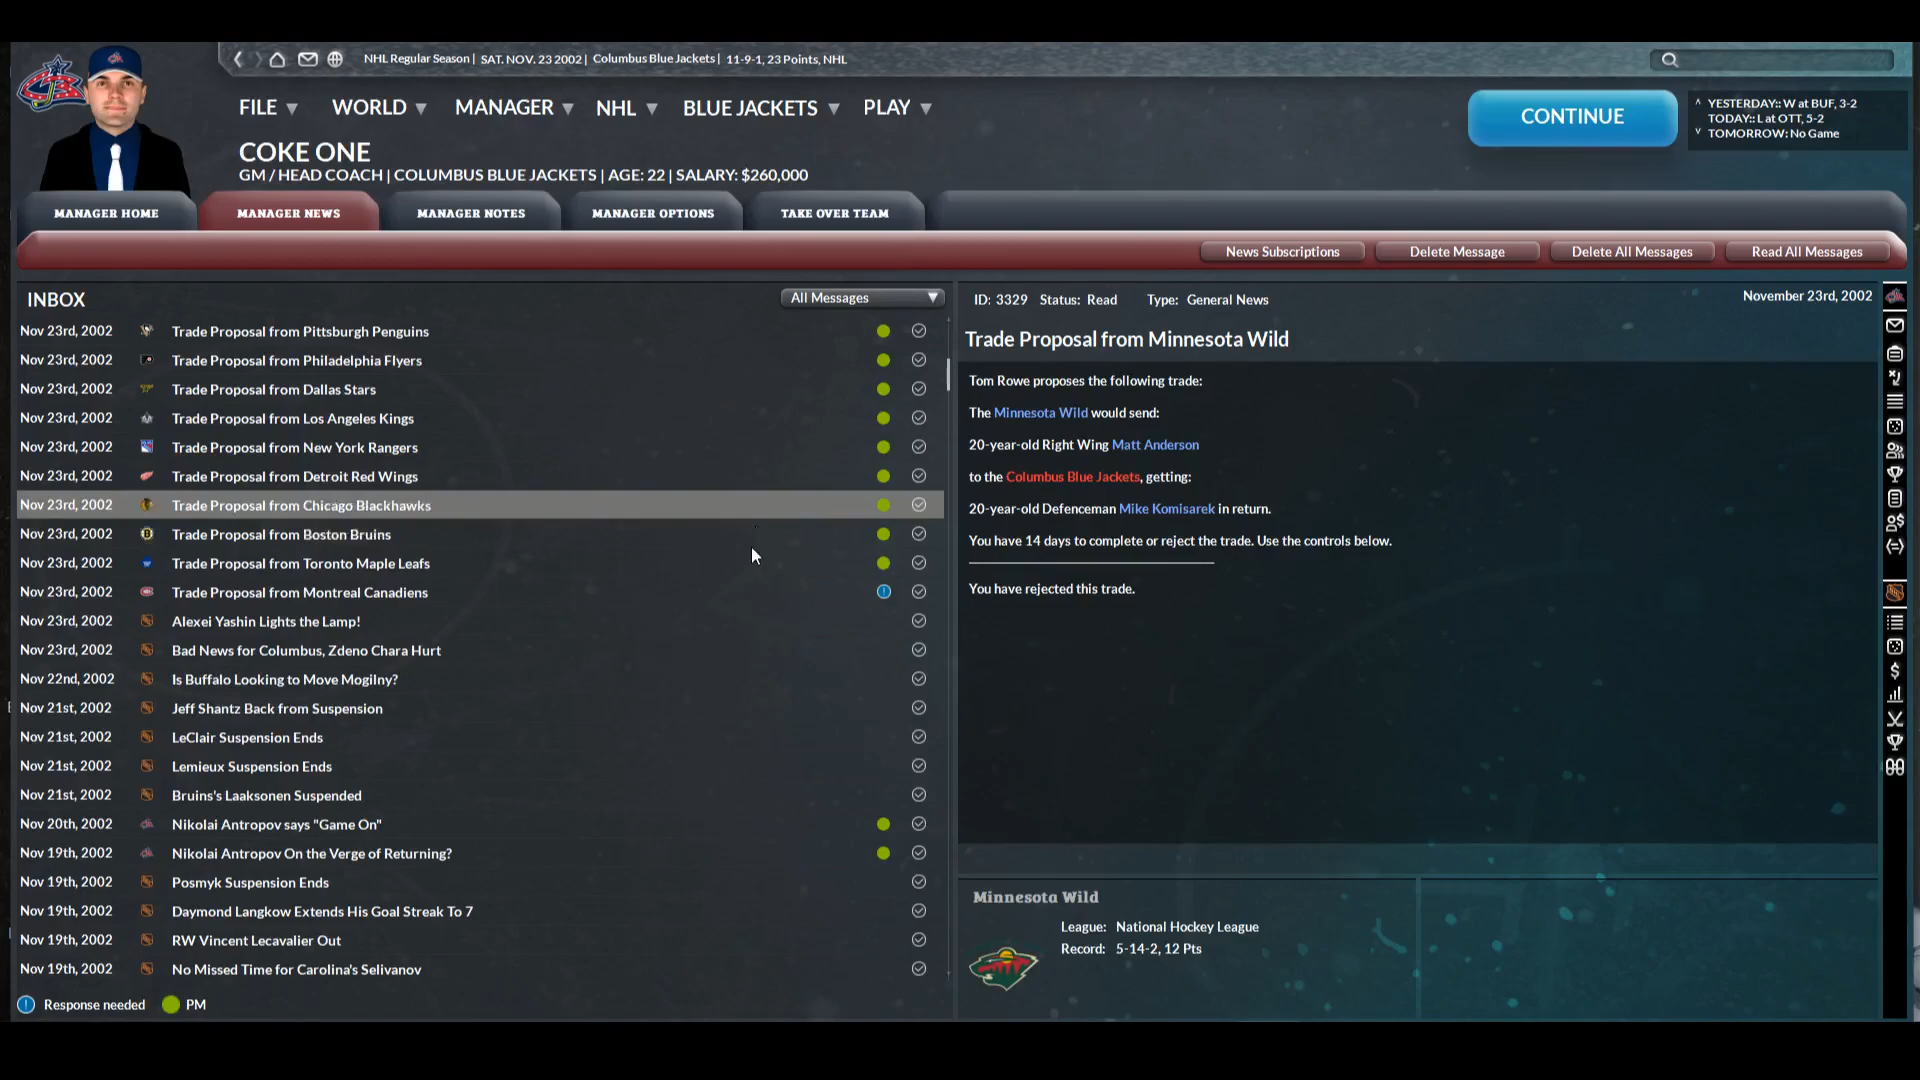 NHL Regular Season | SAT. NOV. 23 2002 | Columbus Blue Jackets | 11-9-1, 23 Points, NHL
FILE WORLD MANAGER NHL BLUE JACKETS PLAY
CONTINUE
YESTERDAY:: W at BUF, 3-2
TODAY:: L at OTT, 5-2
TOMORROW: No Game
COKE ONE
GM / HEAD COACH | COLUMBUS BLUE JACKETS | AGE: 22 | SALARY: $260,000
MANAGER HOME MANAGER NEWS MANAGER NOTES MANAGER OPTIONS TAKE OVER TEAM
News Subscriptions Delete Message Delete All Messages Read All Messages
INBOX All Messages
Nov 23rd, 2002 Trade Proposal from Pittsburgh Penguins
Nov 23rd, 2002 Trade Proposal from Philadelphia Flyers
Nov 23rd, 2002 Trade Proposal from Dallas Stars
Nov 23rd, 2002 Trade Proposal from Los Angeles Kings
Nov 23rd, 2002 Trade Proposal from New York Rangers
Nov 23rd, 2002 Trade Proposal from Detroit Red Wings
Nov 23rd, 2002 Trade Proposal from Chicago Blackhawks
Nov 23rd, 2002 Trade Proposal from Boston Bruins
Nov 23rd, 2002 Trade Proposal from Toronto Maple Leafs
Nov 23rd, 2002 Trade Proposal from Montreal Canadiens
Nov 23rd, 2002 Alexei Yashin Lights the Lamp!
Nov 23rd, 2002 Bad News for Columbus, Zdeno Chara Hurt
Nov 22nd, 2002 Is Buffalo Looking to Move Mogilny?
Nov 21st, 2002 Jeff Shantz Back from Suspension
Nov 21st, 2002 LeClair Suspension Ends
Nov 21st, 2002 Lemieux Suspension Ends
Nov 21st, 2002 Bruins's Laaksonen Suspended
Nov 20th, 2002 Nikolai Antropov says "Game On"
Nov 19th, 2002 Nikolai Antropov On the Verge of Returning?
Nov 19th, 2002 Posmyk Suspension Ends
Nov 19th, 2002 Daymond Langkow Extends His Goal Streak To 7
Nov 19th, 2002 RW Vincent Lecavalier Out
Nov 19th, 2002 No Missed Time for Carolina's Selivanov
Response needed PM
ID: 3329 Status: Read Type: General News November 23rd, 2002
Trade Proposal from Minnesota Wild
Tom Rowe proposes the following trade:
The Minnesota Wild would send:
20-year-old Right Wing Matt Anderson
to the Columbus Blue Jackets, getting:
20-year-old Defenceman Mike Komisarek in return.
You have 14 days to complete or reject the trade. Use the controls below.
You have rejected this trade.
Minnesota Wild
League: National Hockey League
Record: 5-14-2, 12 Pts